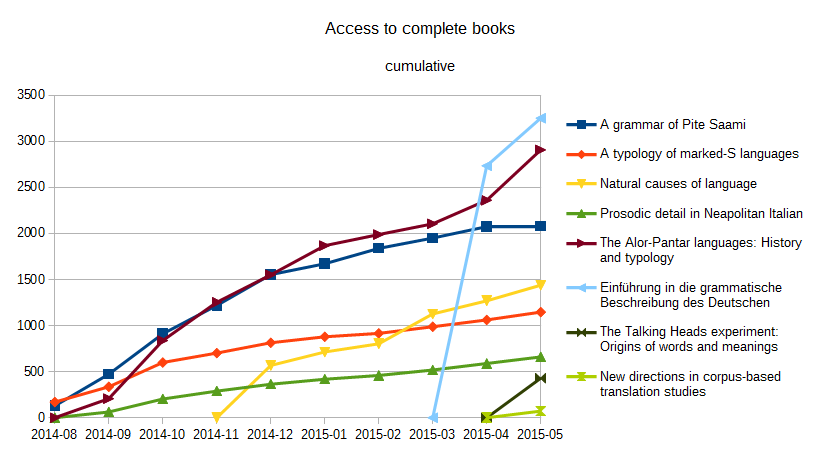 Access to complete books
cumulative
3500
3000
2500
2000
1500
1000
500
0
2014-08 2014-09 2014-10 2014-11 2014-12 2015-01 2015-02 2015-03 2015-04 2015-05
A grammar of Pite Saami
A typology of marked-S languages
Natural causes of language
Prosodic detail in Neapolitan Italian
The Alor-Pantar languages: History
and typology
Einführung in die grammatische
Beschreibung des Deutschen
The Talking Heads experiment:
Origins of words and meanings
New directions in corpus-based
translation studies